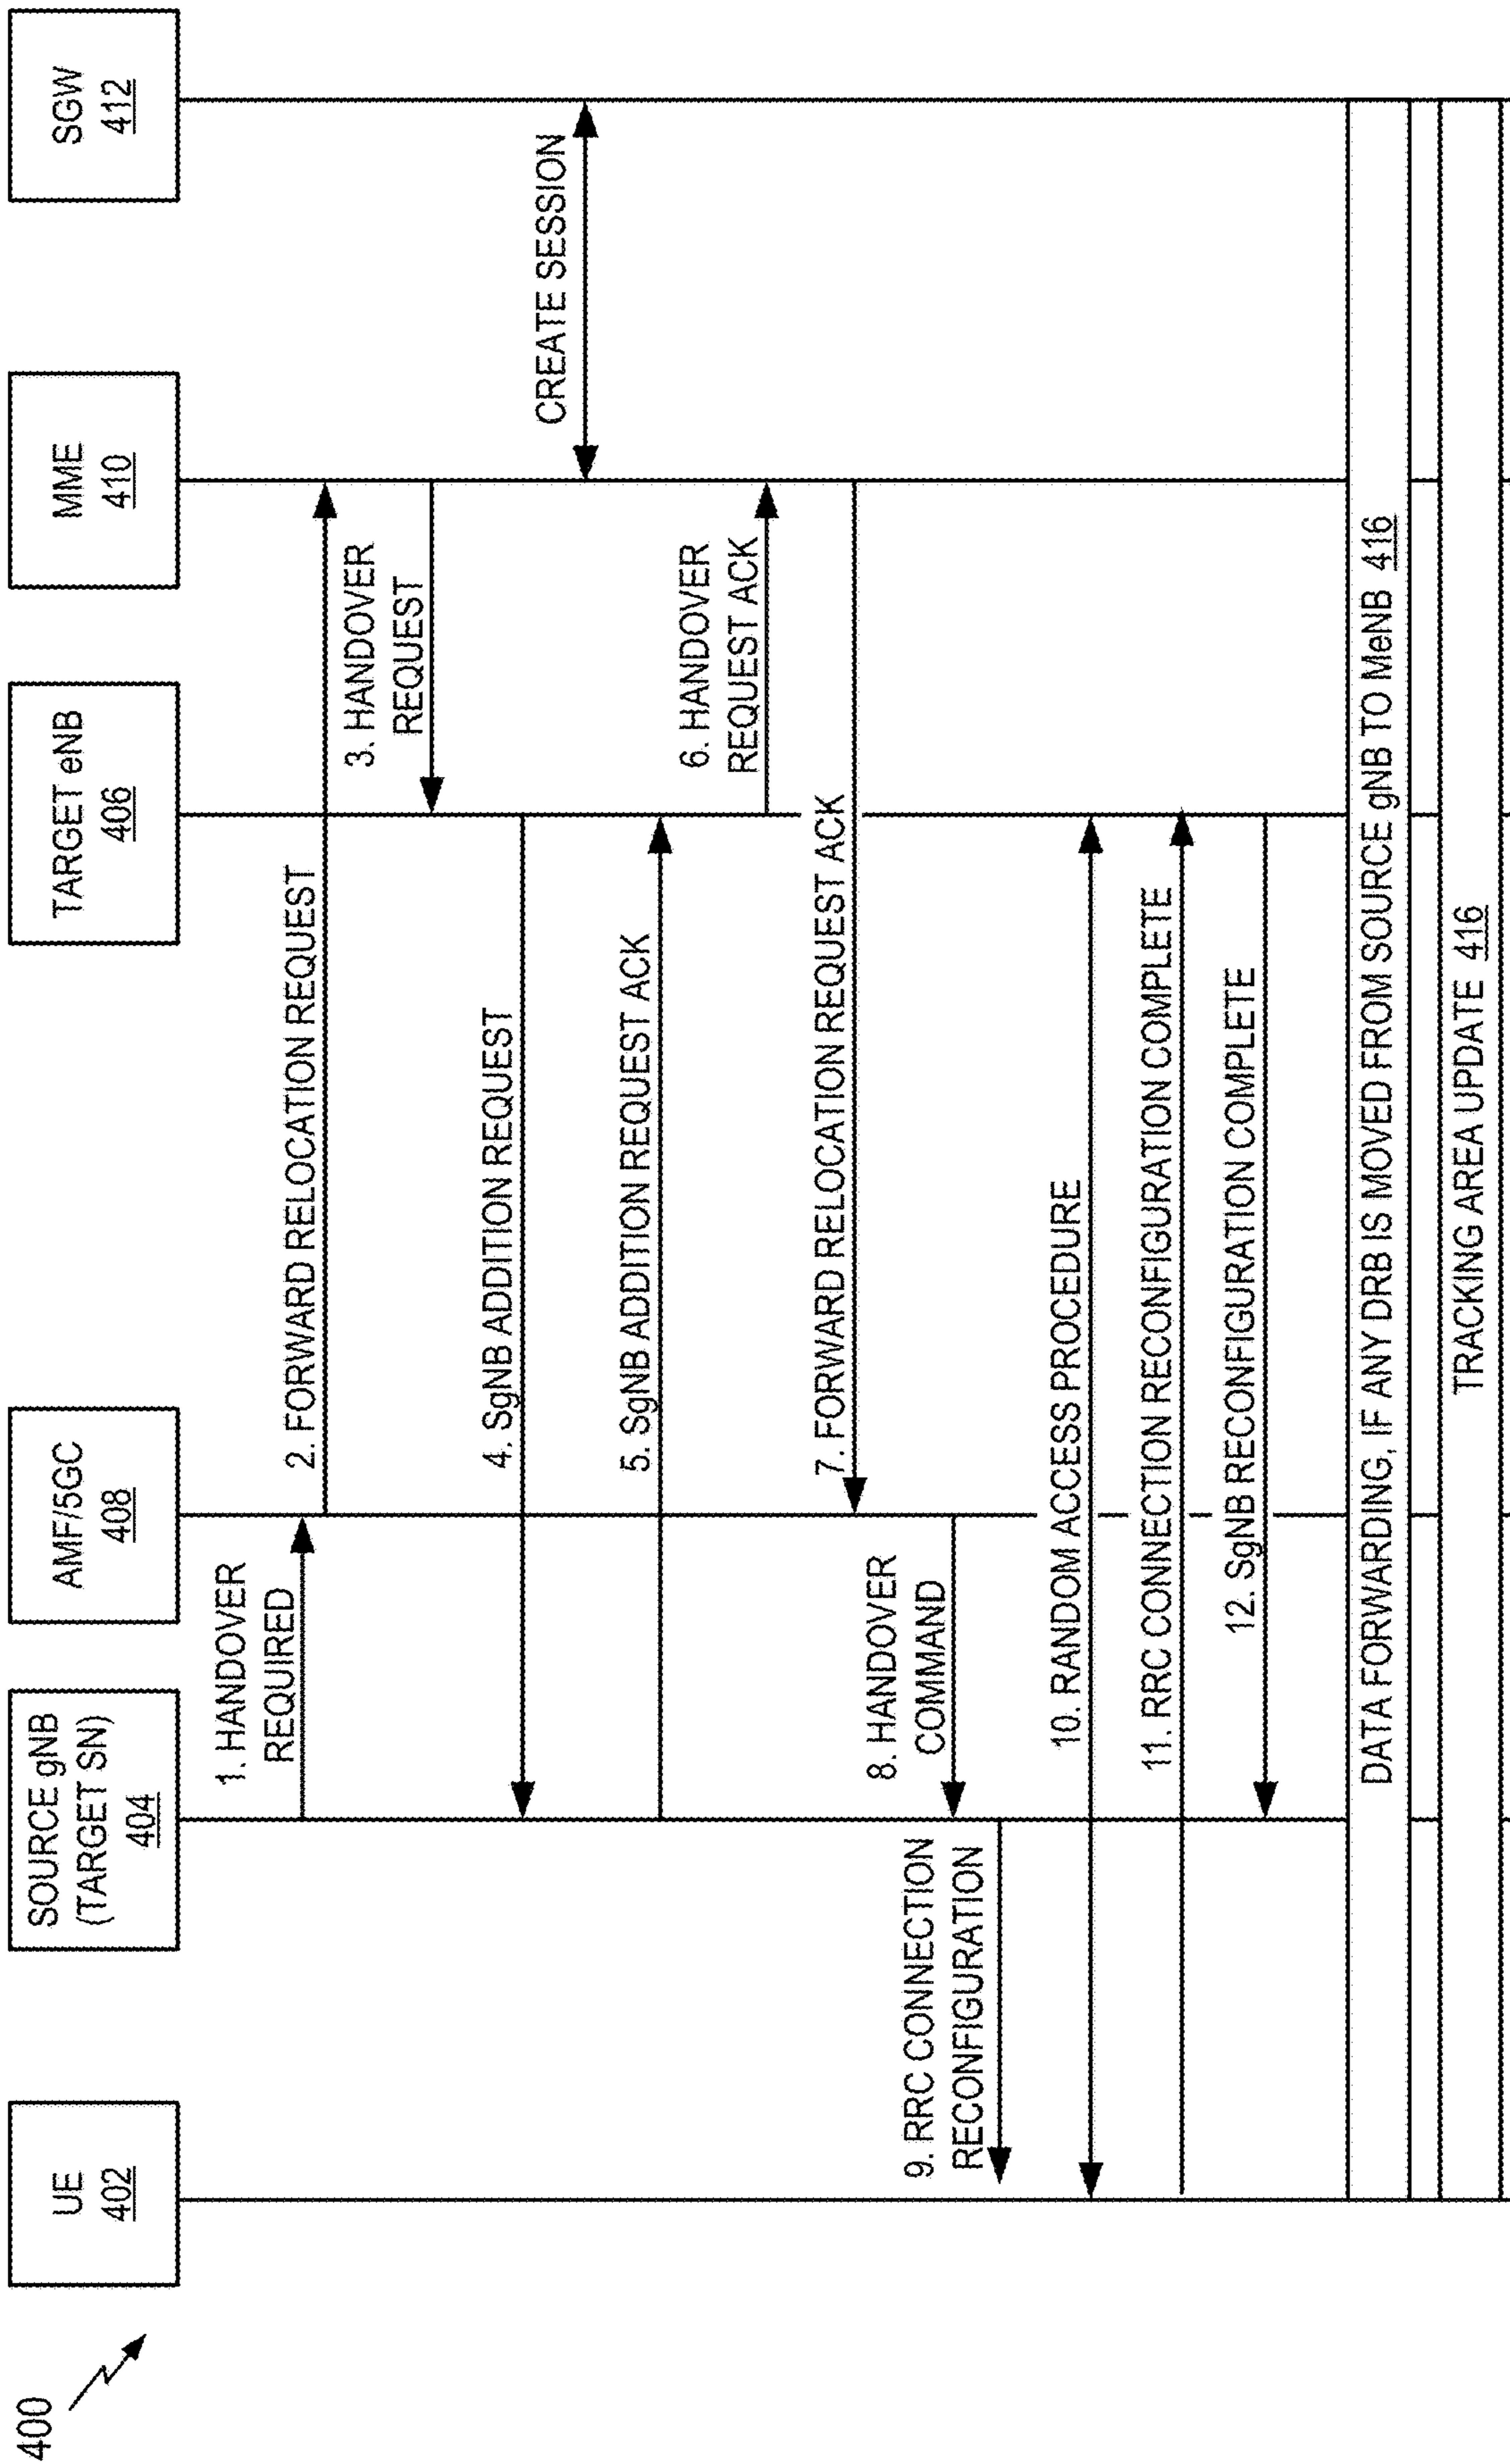 400
UE
402
SOURCE gNB
(TARGET SN)
404
AMF/5GC
408
TARGET eNB
406
MME
410
SGW
412
1. HANDOVER
REQUIRED
2. FORWARD RELOCATION REQUEST
3. HANDOVER
REQUEST
4. SgNB ADDITION REQUEST
CREATE SESSION
5. SgNB ADDITION REQUEST ACK
6. HANDOVER
REQUEST ACK
7. FORWARD RELOCATION REQUEST ACK
8. HANDOVER
COMMAND
9. RRC CONNECTION
RECONFIGURATION
10. RANDOM ACCESS PROCEDURE
11. RRC CONNECTION RECONFIGURATION COMPLETE
12. SgNB RECONFIGURATION COMPLETE
DATA FORWARDING, IF ANY DRB IS MOVED FROM SOURCE gNB TO MeNB 416
TRACKING AREA UPDATE 416